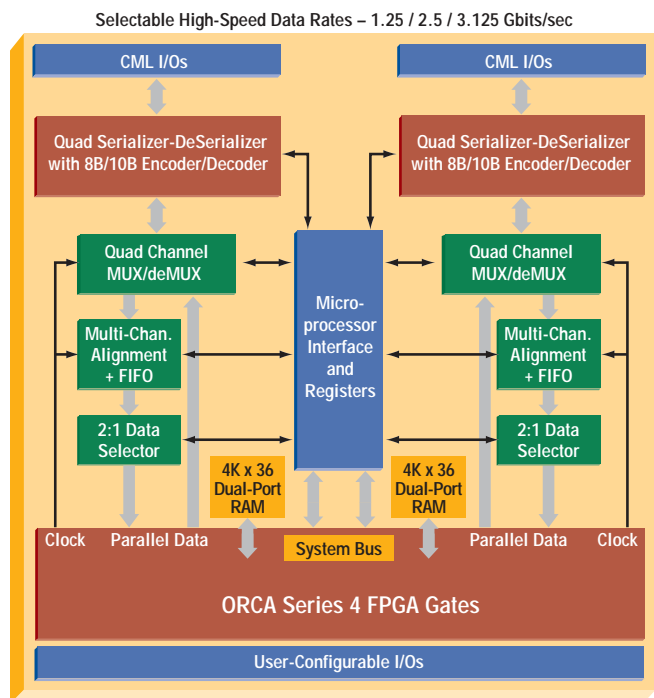 Selectable High-Speed Data Rates – 1.25 / 2.5 / 3.125 Gbits/sec
CML I/Os
CML I/Os
Quad Serializer-DeSerializer
with 8B/10B Encoder/Decoder
Quad Serializer-DeSerializer
with 8B/10B Encoder/Decoder
Quad Channel
MUX/deMUX
Quad Channel
MUX/deMUX
Micro-
processor
Interface
and
Registers
Multi-Chan.
Alignment
+ FIFO
Multi-Chan.
Alignment
+ FIFO
2:1 Data
Selector
2:1 Data
Selector
4K x 36
Dual-Port
RAM
4K x 36
Dual-Port
RAM
Clock
Parallel Data
System Bus
Parallel Data
Clock
ORCA Series 4 FPGA Gates
User-Configurable I/Os